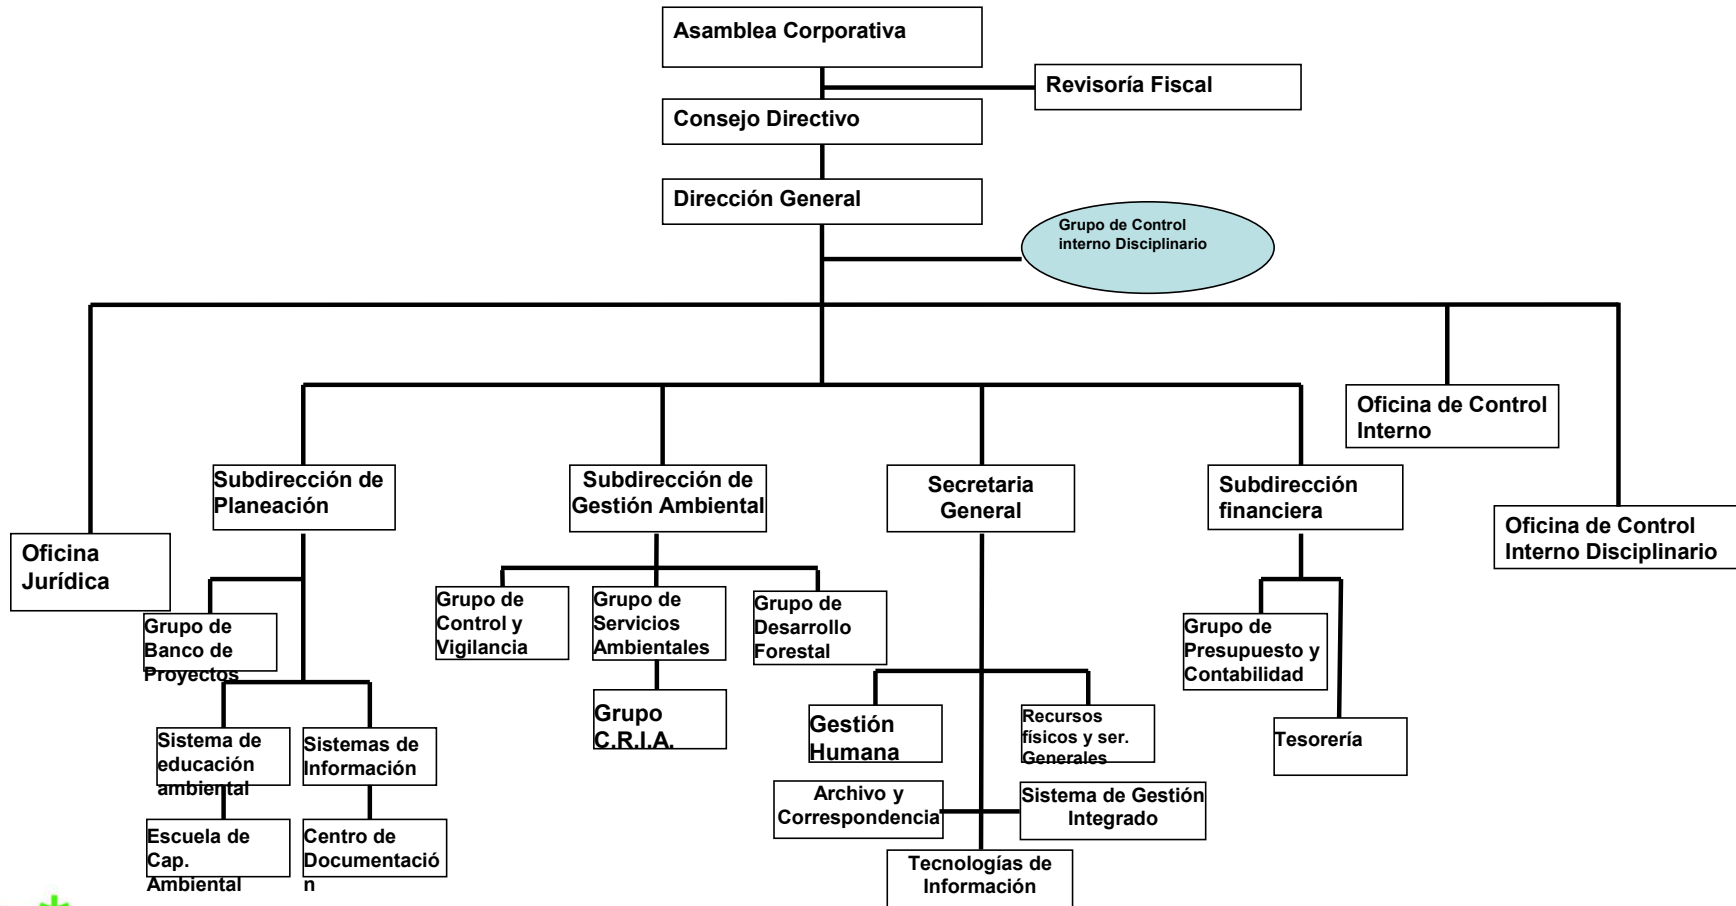 Asamblea Corporativa
Revisoría Fiscal
Consejo Directivo
Dirección General
Grupo de Control
interno Disciplinario
Oficina de Control
Interno
Subdirección de
Planeación
Subdirección de
Gestión Ambiental
Secretaria
General
Subdirección
financiera
Oficina de Control
Interno Disciplinario
Oficina
Jurídica
Grupo de
Banco de
Proyectos
Grupo de
Control y
Vigilancia
Grupo de
Servicios
Ambientales
Grupo de
Desarrollo
Forestal
Grupo de
Presupuesto y
Contabilidad
Grupo
C.R.I.A.
Gestión
Humana
Recursos
físicos y ser.
Generales
Tesorería
Sistema de
educación
ambiental
Sistemas de
Información
Archivo y
Correspondencia
Sistema de Gestión
Integrado
Escuela de
Cap.
Ambiental
Centro de
Documentació
n
Tecnologías de
Información